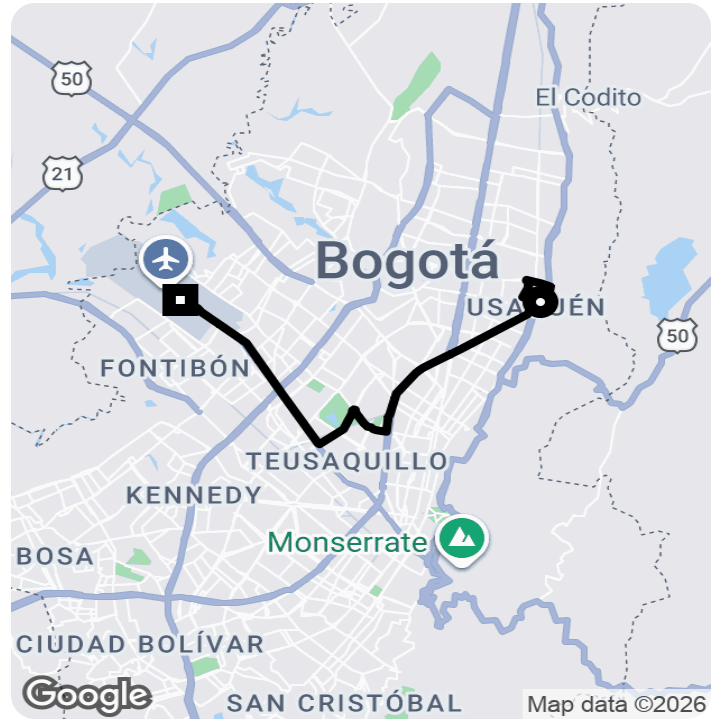 50
El Codito
21
Bogotá
USAQUÉN
50
FONTIBÓN
TEUSAQUILLO
KENNEDY
Monserrate
BOSA
CIUDAD BOLÍVAR
SAN CRISTÓBAL
Google
Map data ©2026